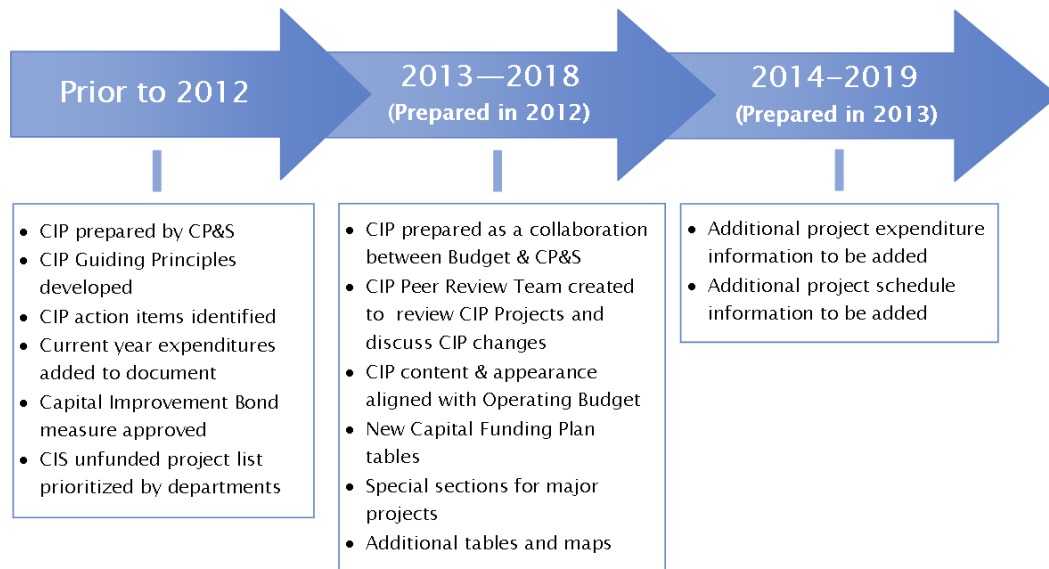 Prior to 2012
2013—2018
(Prepared in 2012)
2014–2019
(Prepared in 2013)
• CIP prepared by CP&S
• CIP Guiding Principles
developed
• CIP action items identified
• Current year expenditures
added to document
• Capital Improvement Bond
measure approved
• CIS unfunded project list
prioritized by departments
• CIP prepared as a collaboration
between Budget & CP&S
• CIP Peer Review Team created
to review CIP Projects and
discuss CIP changes
• CIP content & appearance
aligned with Operating Budget
• New Capital Funding Plan
tables
• Special sections for major
projects
• Additional tables and maps
• Additional project expenditure
information to be added
• Additional project schedule
information to be added